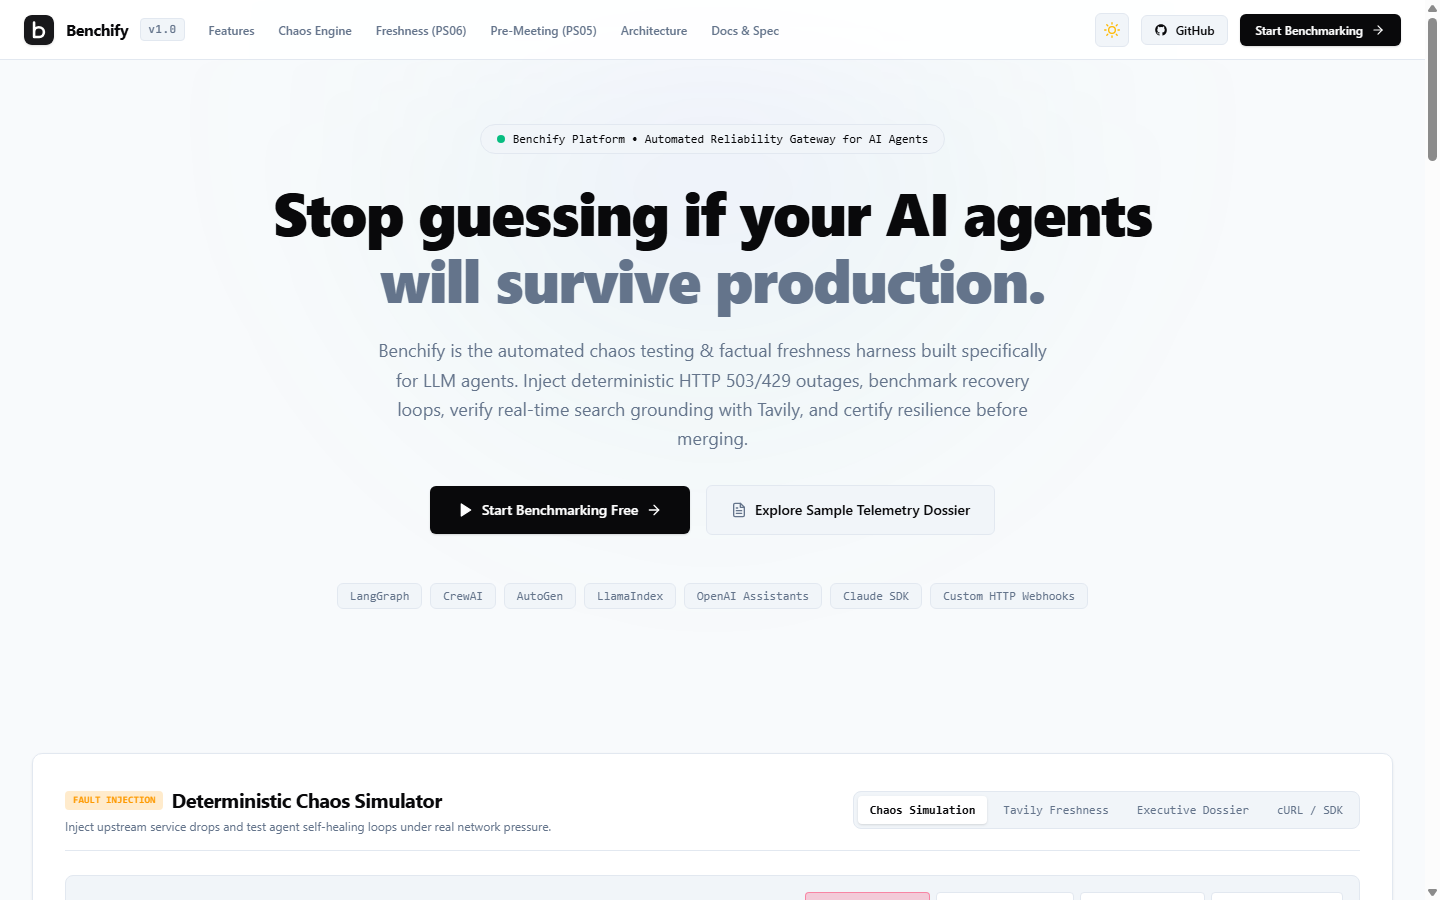 b Benchify v1.0 Features Chaos Engine Freshness (PS06) Pre-Meeting (PS05) Architecture Docs & Spec GitHub Start Benchmarking →
Benchify Platform • Automated Reliability Gateway for AI Agents
Stop guessing if your AI agents
will survive production.
Benchify is the automated chaos testing & factual freshness harness built specifically
for LLM agents. Inject deterministic HTTP 503/429 outages, benchmark recovery
loops, verify real-time search grounding with Tavily, and certify resilience before
merging.
Start Benchmarking Free → Explore Sample Telemetry Dossier
LangGraph CrewAI AutoGen LlamaIndex OpenAI Assistants Claude SDK Custom HTTP Webhooks
FAULT INJECTION Deterministic Chaos Simulator
Inject upstream service drops and test agent self-healing loops under real network pressure.
Chaos Simulation Tavily Freshness Executive Dossier cURL / SDK